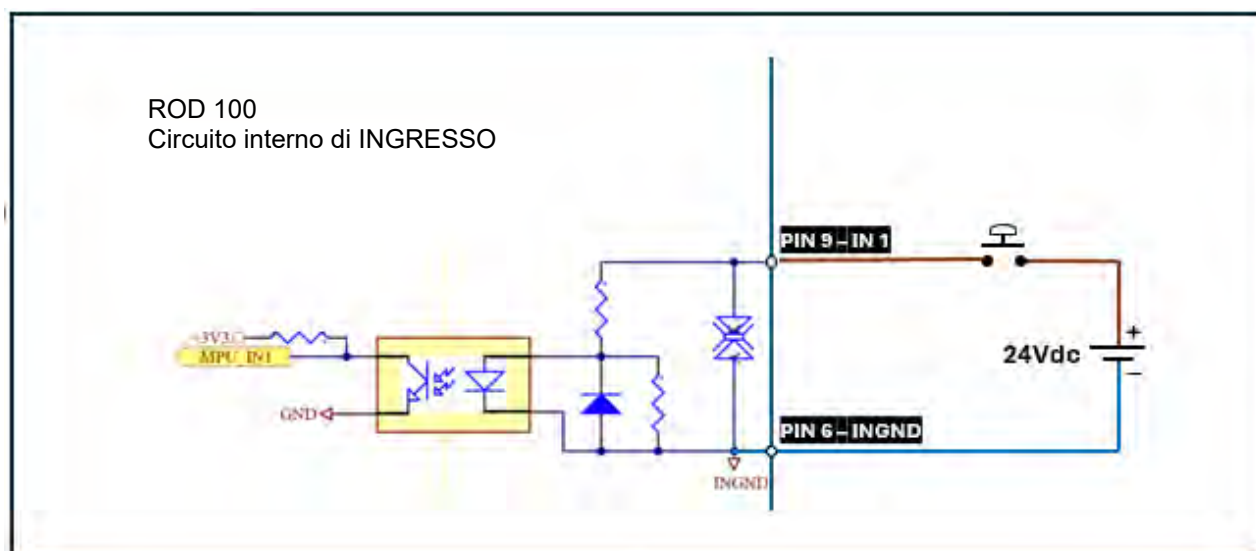 ROD 100
Circuito interno di INGRESSO
PIN 9 – IN 1
+3V3
MPU_IN1
GND
+
24Vdc
–
PIN 6 – INGND
INGND